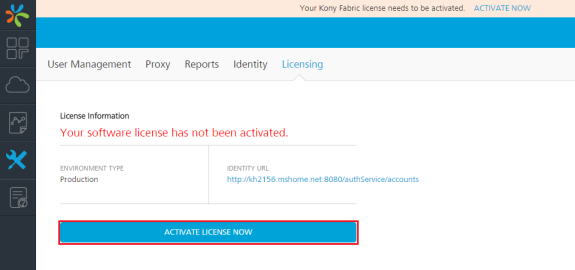 Your Kony Fabric license needs to be activated. ACTIVATE NOW
User Management Proxy Reports Identity Licensing
License Information
Your software license has not been activated.
ENVIRONMENT TYPE IDENTITY URL
Production http://kh2156.mshome.net:8080/authService/accounts
ACTIVATE LICENSE NOW